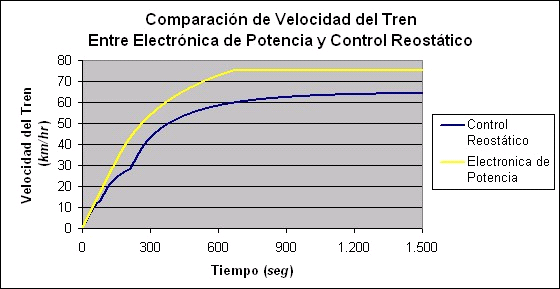 Comparación de Velocidad del Tren
Entre Electrónica de Potencia y Control Reostático
80
70
60
50
40
30
20
10
0
Velocidad del Tren
(km/hr)
0 300 600 900 1.200 1.500
Tiempo (seg)
Control
Reostático
Electronica de
Potencia